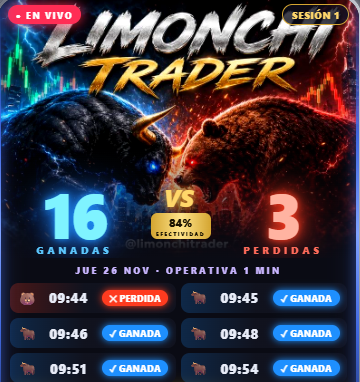 • EN VIVO
SESIÓN 1
LIMONCHI
TRADER
16 VS 3
84%
EFECTIVIDAD
GANADAS PERDIDAS
@limonchitrader
JUE 26 NOV · OPERATIVA 1 MIN
09:44 ✕ PERDIDA 09:45 ✓ GANADA
09:46 ✓ GANADA 09:48 ✓ GANADA
09:51 ✓ GANADA 09:54 ✓ GANADA